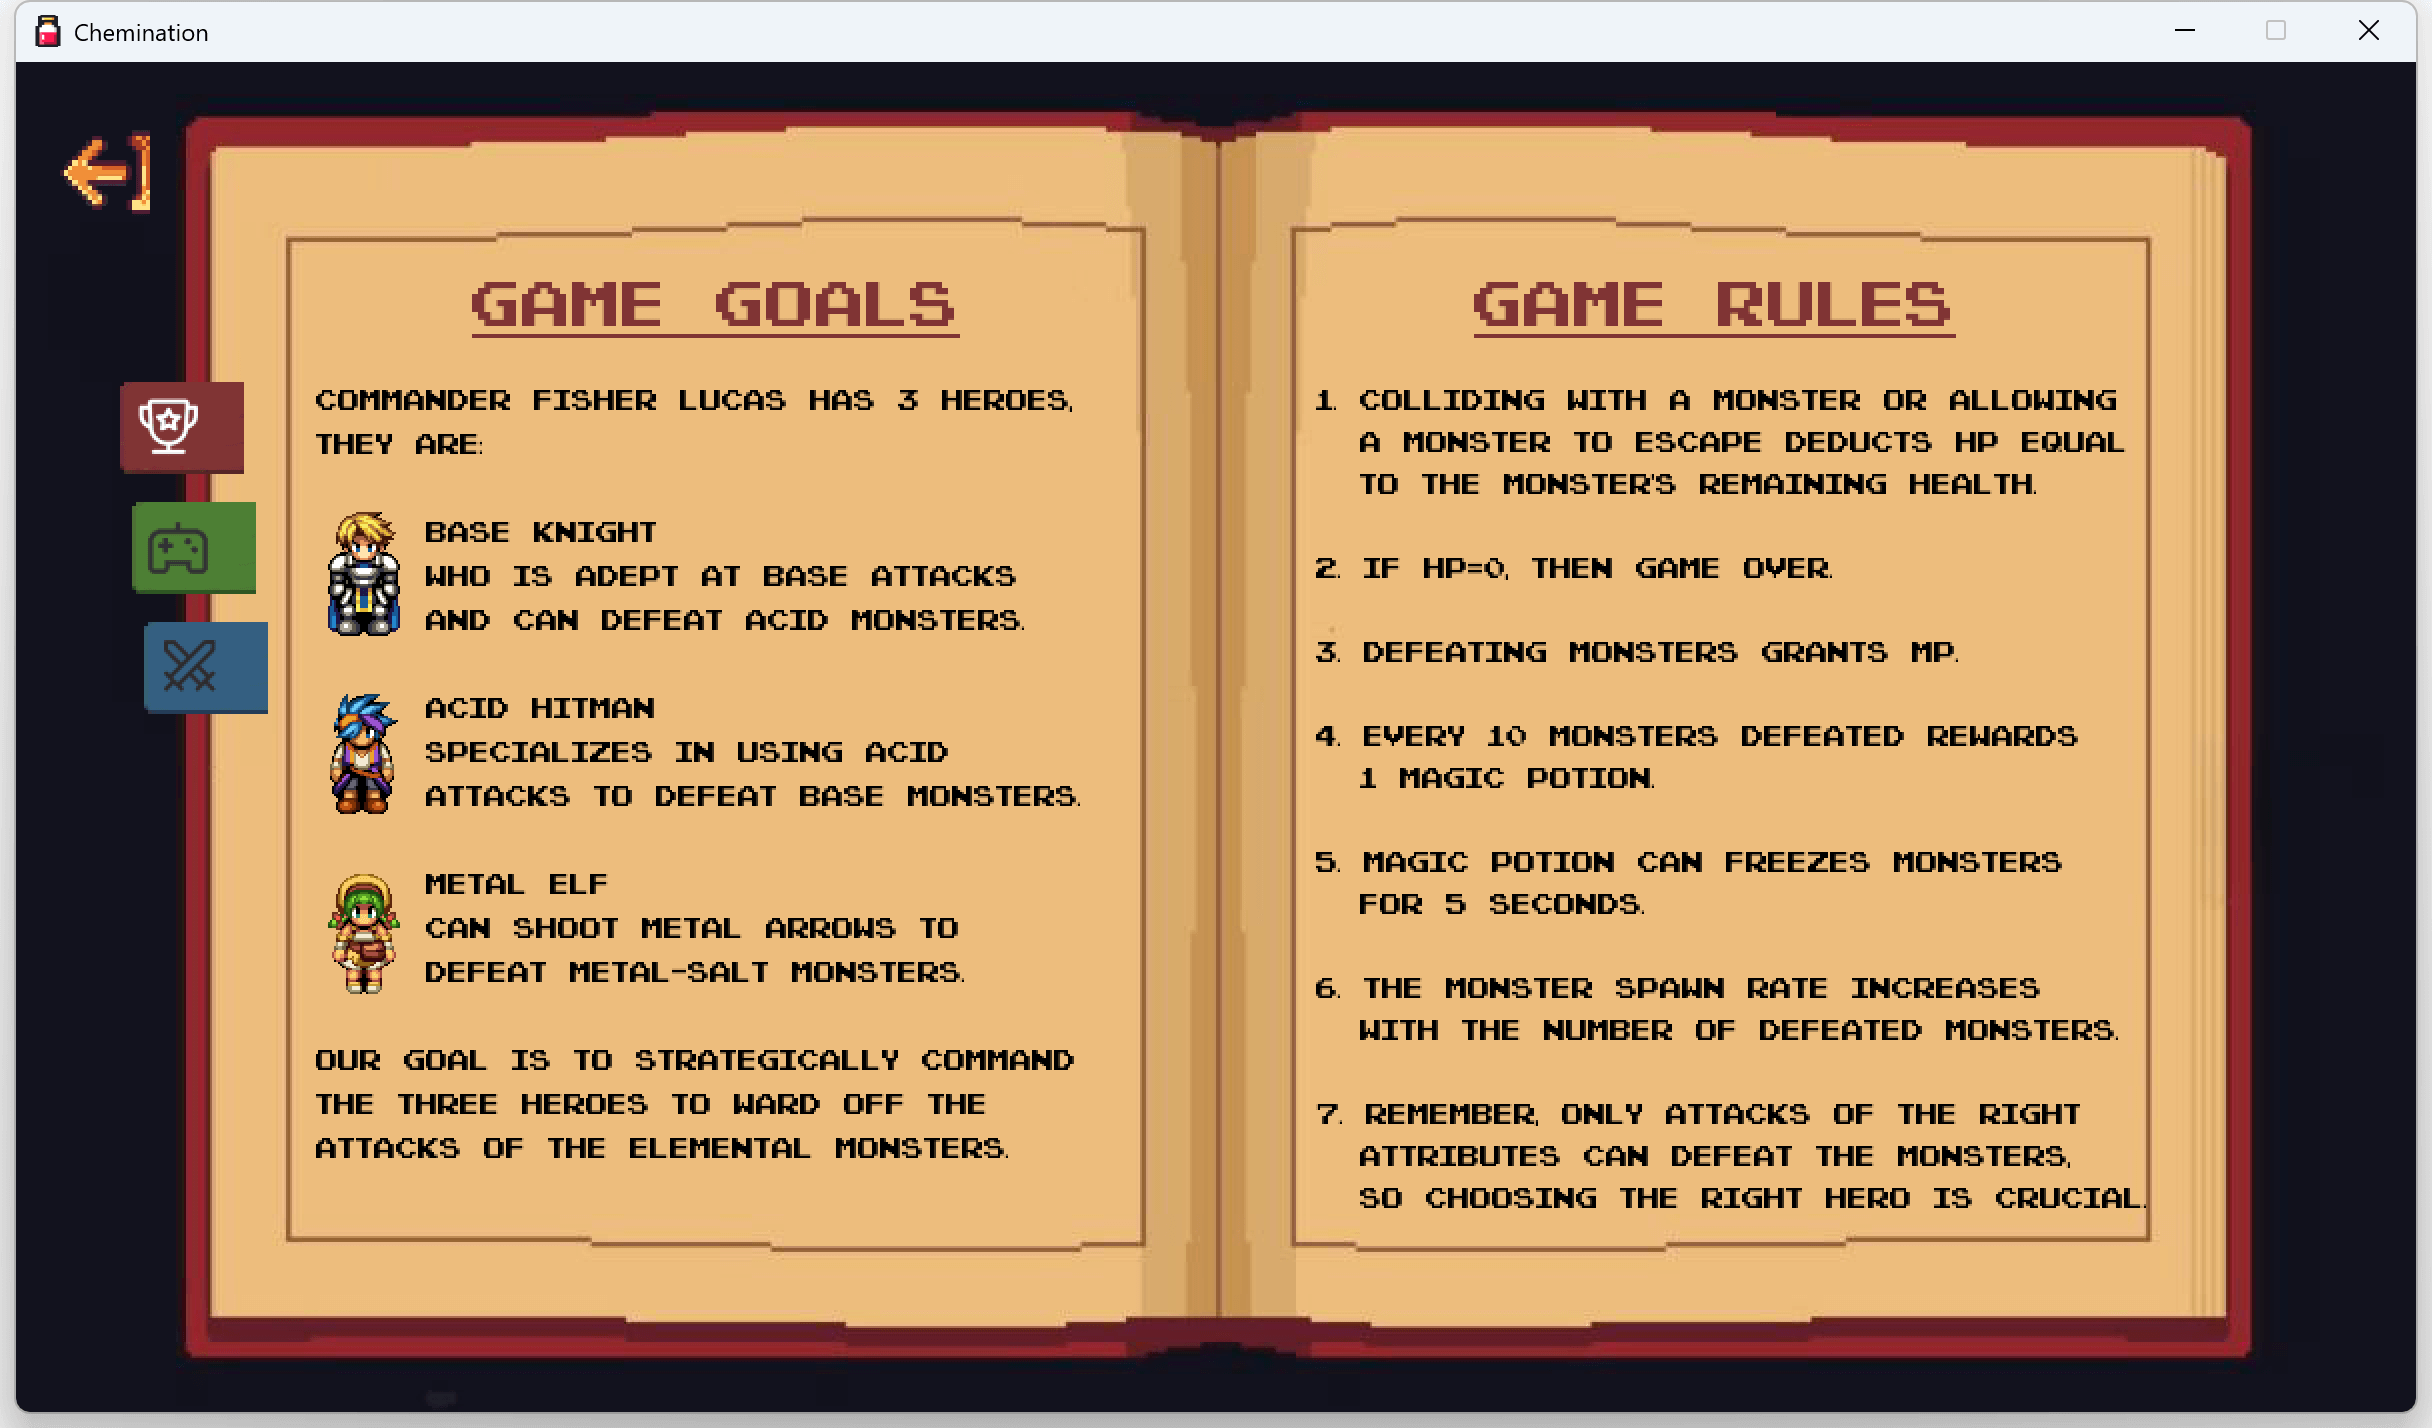 Chemination
GAME GOALS
COMMANDER FISHER LUCAS HAS 3 HEROES,
THEY ARE:
BASE KNIGHT
WHO IS ADEPT AT BASE ATTACKS
AND CAN DEFEAT ACID MONSTERS.
ACID HITMAN
SPECIALIZES IN USING ACID
ATTACKS TO DEFEAT BASE MONSTERS.
METAL ELF
CAN SHOOT METAL ARROWS TO
DEFEAT METAL-SALT MONSTERS.
OUR GOAL IS TO STRATEGICALLY COMMAND
THE THREE HEROES TO WARD OFF THE
ATTACKS OF THE ELEMENTAL MONSTERS.
GAME RULES
1. COLLIDING WITH A MONSTER OR ALLOWING
A MONSTER TO ESCAPE DEDUCTS HP EQUAL
TO THE MONSTER'S REMAINING HEALTH.
2. IF HP=0, THEN GAME OVER.
3. DEFEATING MONSTERS GRANTS MP.
4. EVERY 10 MONSTERS DEFEATED REWARDS
1 MAGIC POTION.
5. MAGIC POTION CAN FREEZES MONSTERS
FOR 5 SECONDS.
6. THE MONSTER SPAWN RATE INCREASES
WITH THE NUMBER OF DEFEATED MONSTERS.
7. REMEMBER, ONLY ATTACKS OF THE RIGHT
ATTRIBUTES CAN DEFEAT THE MONSTERS,
SO CHOOSING THE RIGHT HERO IS CRUCIAL.